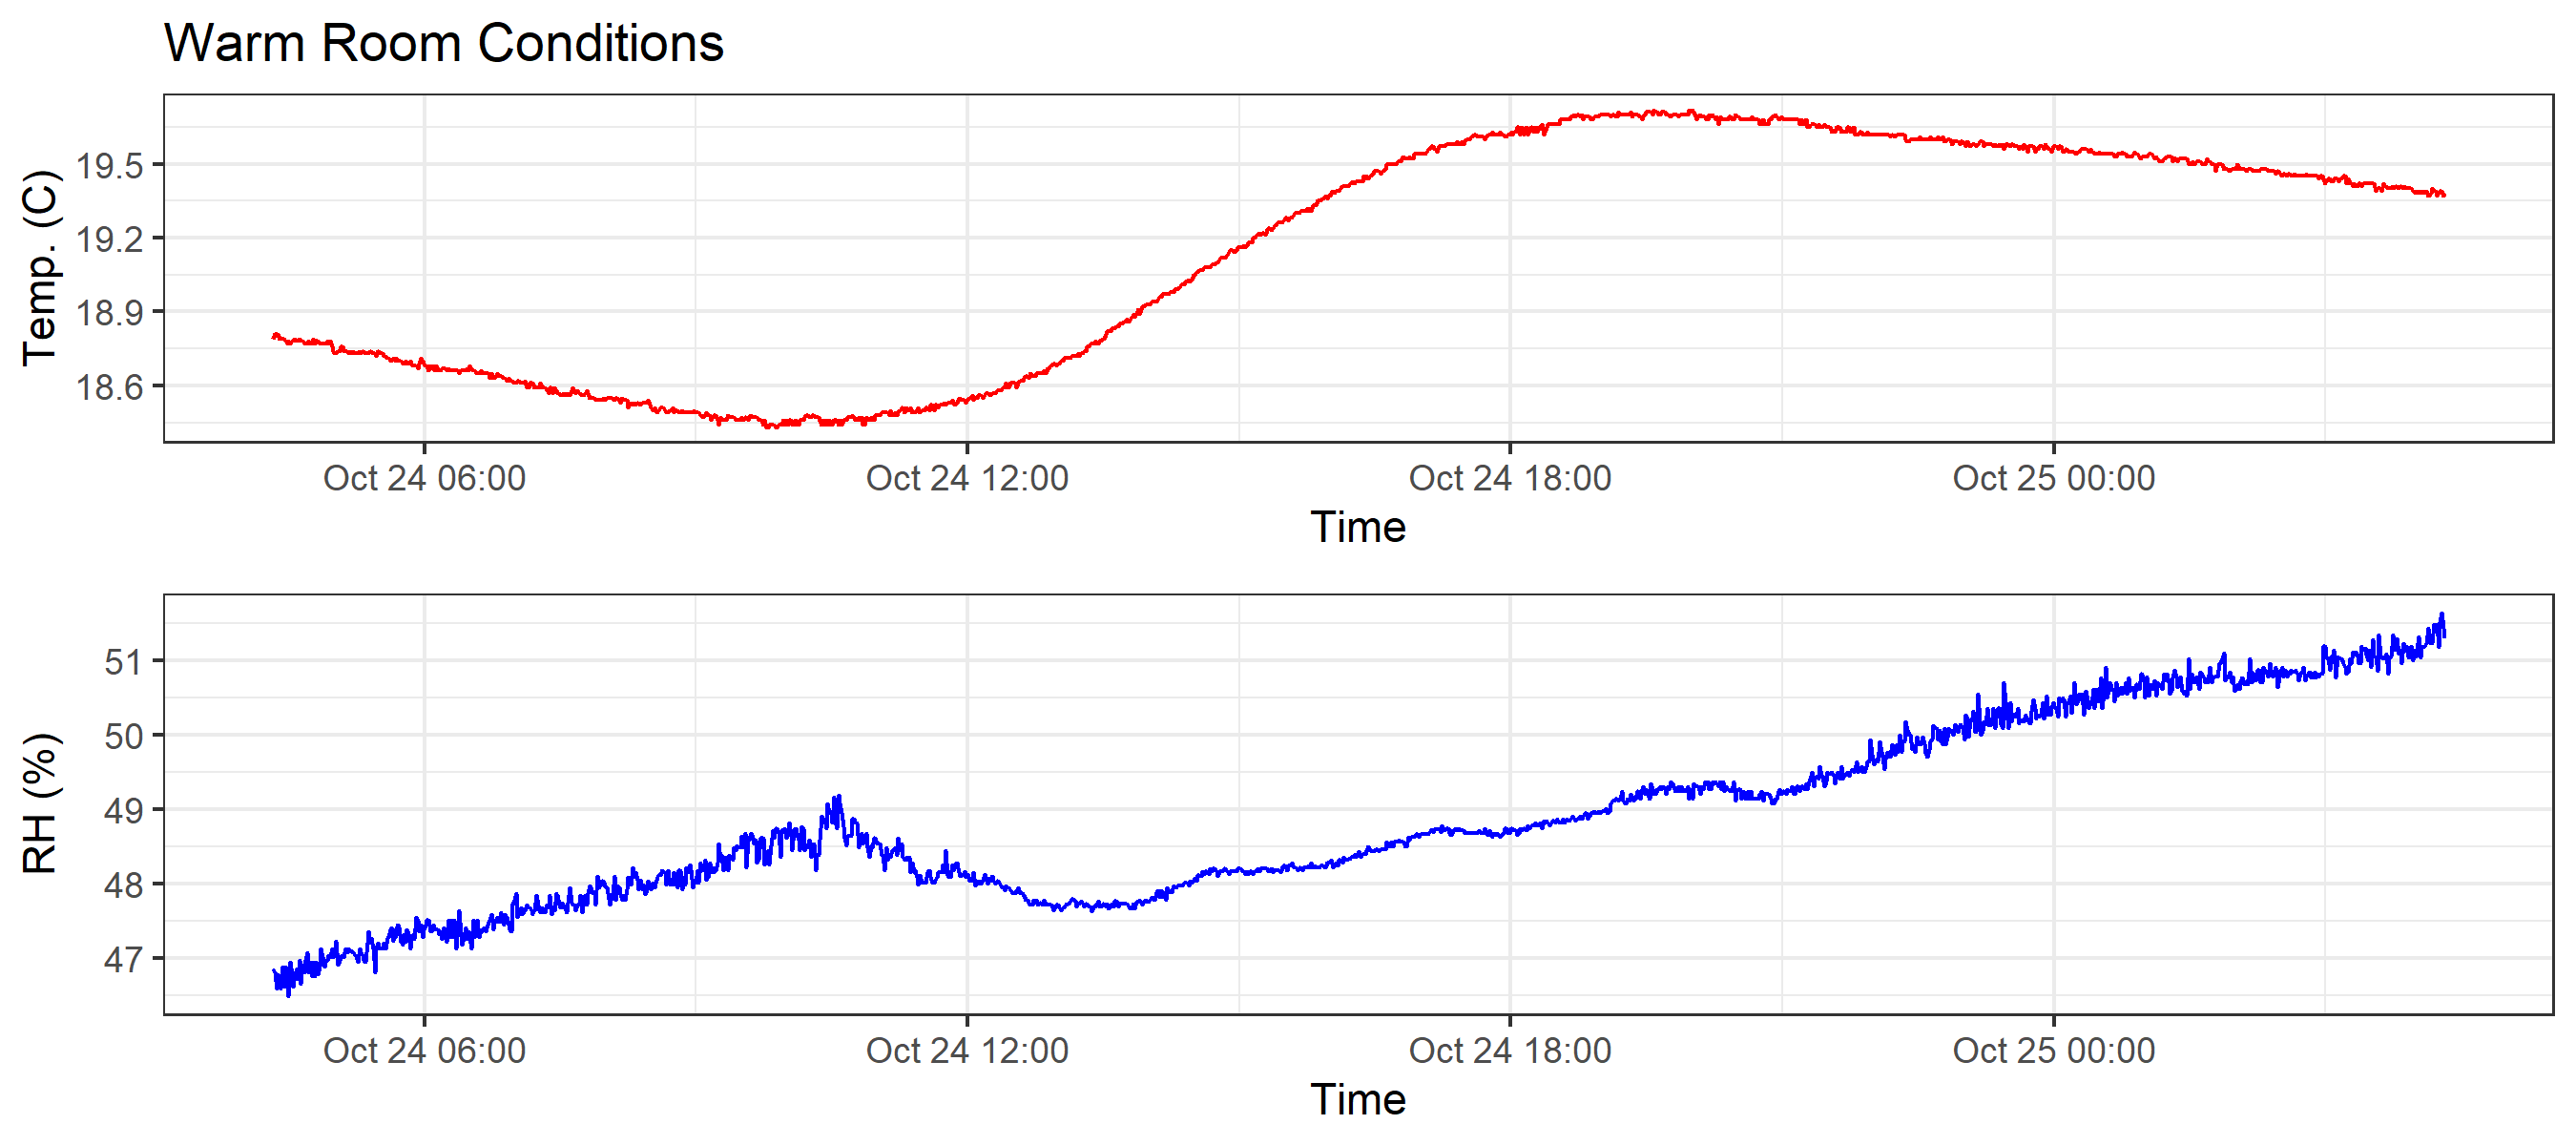 Warm Room Conditions
Temp. (C)
19.5
19.2
18.9
18.6
Oct 24 06:00 Oct 24 12:00 Oct 24 18:00 Oct 25 00:00
Time
RH (%)
51
50
49
48
47
Oct 24 06:00 Oct 24 12:00 Oct 24 18:00 Oct 25 00:00
Time